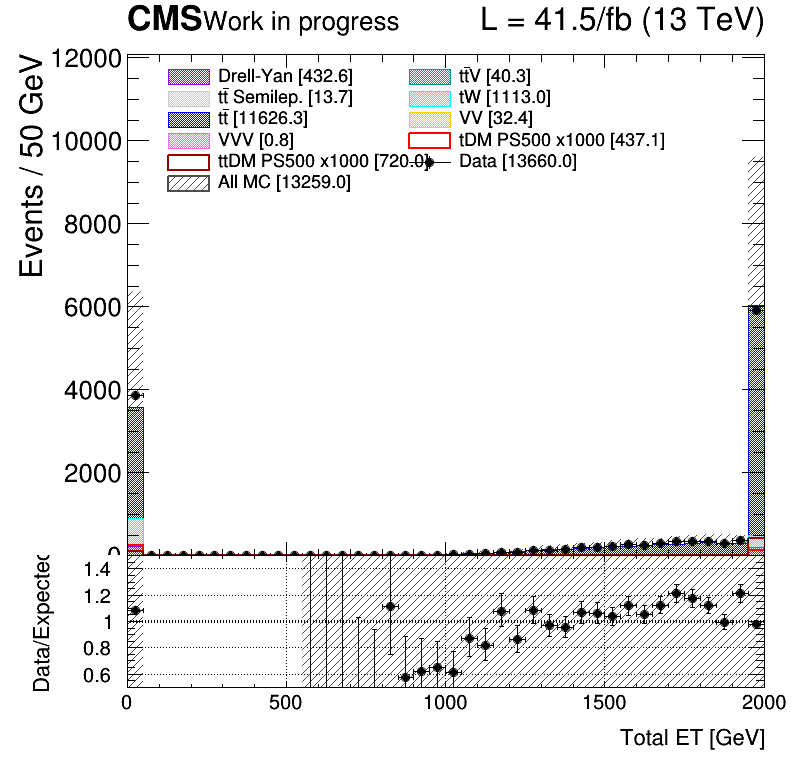 CMS Work in progress L = 41.5/fb (13 TeV)
Events / 50 GeV
12000
10000
8000
6000
4000
2000
0
Drell-Yan [432.6]
tt̄V [40.3]
tt̄ Semilep. [13.7]
tW [1113.0]
tt̄ [11626.3]
VV [32.4]
VVV [0.8]
tDM PS500 x1000 [437.1]
ttDM PS500 x1000 [720.0]
Data [13660.0]
All MC [13259.0]
Data/Expected
1.4
1.2
1
0.8
0.6
0 500 1000 1500 2000
Total ET [GeV]